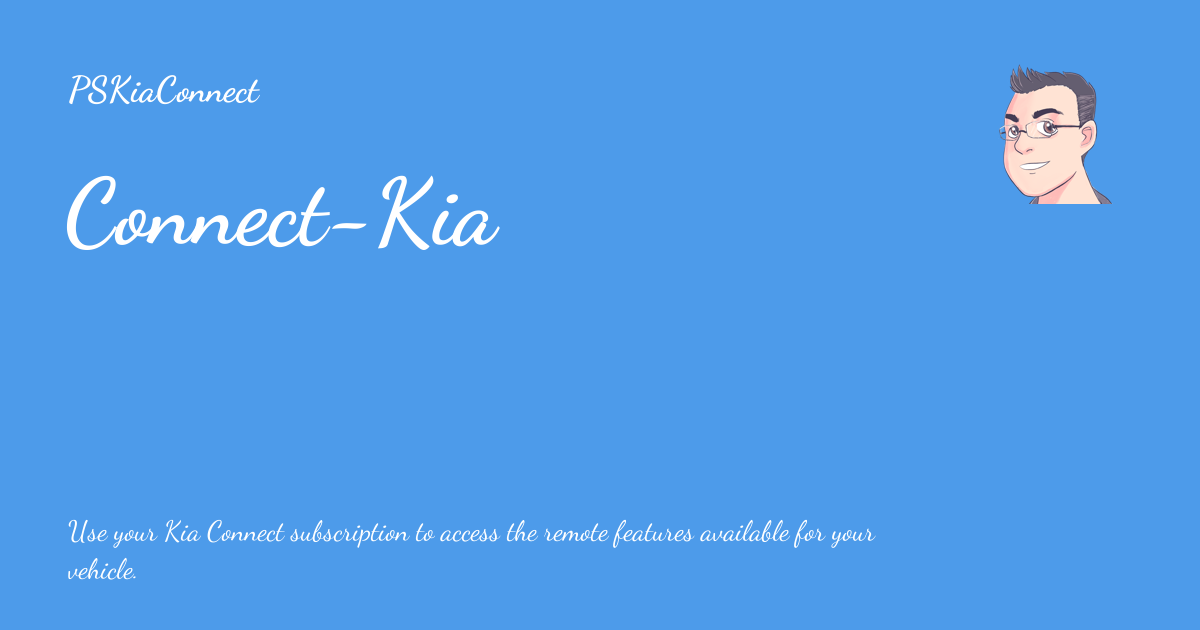 PSKiaConnect
Connect-Kia
Use your Kia Connect subscription to access the remote features available for your
vehicle.